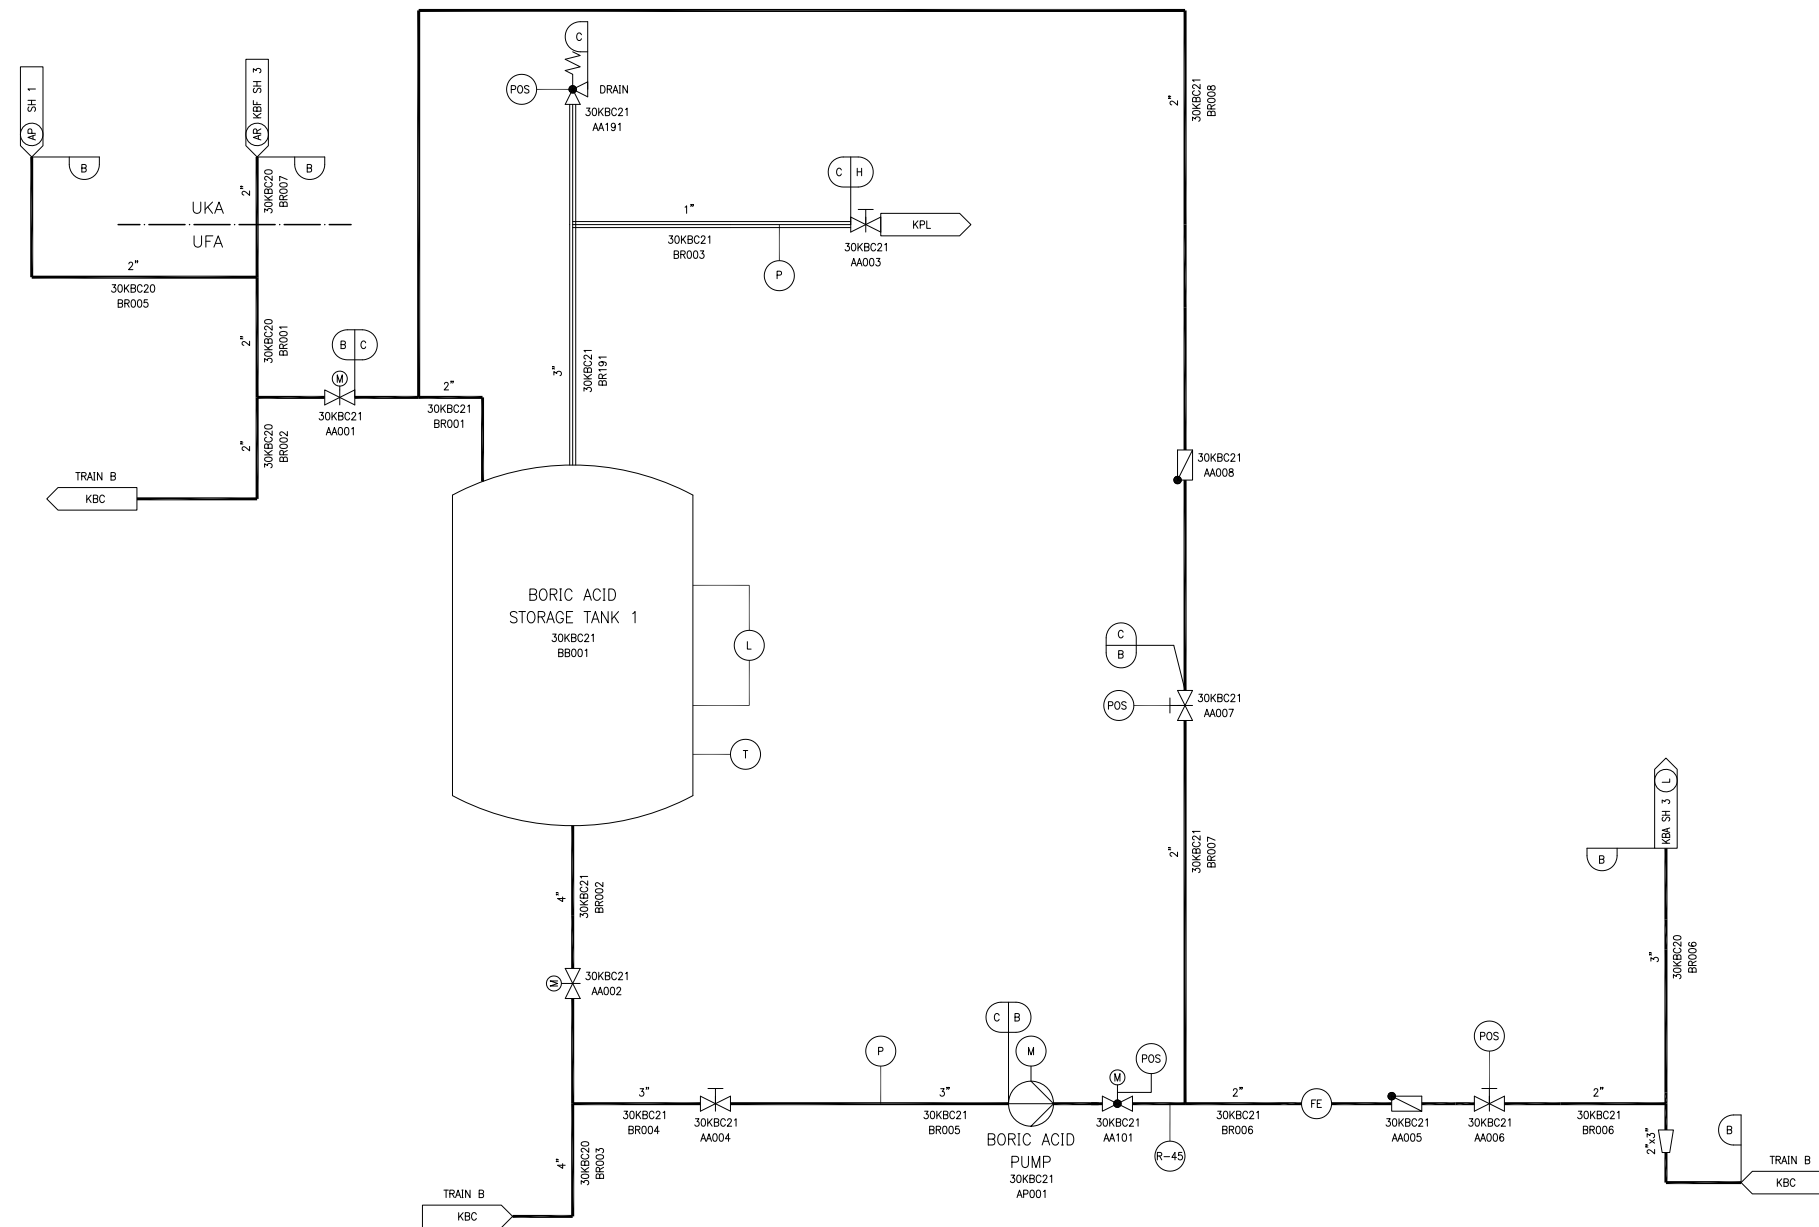 C
POS
DRAIN
30KBC21
AA191
AP SH 1
AR KBF SH 3
B
B
2"
30KBC20
BR007
UKA
UFA
2"
30KBC20
BR005
2"
30KBC20
BR001
B C
M
30KBC21
AA001
2"
30KBC21
BR001
2"
30KBC20
BR002
TRAIN B
KBC
C H
1"
30KBC21
BR003
P
30KBC21
AA003
KPL
3"
30KBC21
BR191
2"
30KBC21
BR008
30KBC21
AA008
BORIC ACID
STORAGE TANK 1
30KBC21
BB001
L
T
C
B
POS
30KBC21
AA007
2"
30KBC21
BR007
4"
30KBC21
BR002
M
30KBC21
AA002
3"
30KBC21
BR004
30KBC21
AA004
P
3"
30KBC21
BR005
C B
M
BORIC ACID
PUMP
30KBC21
AP001
M
POS
30KBC21
AA101
R-45
2"
30KBC21
BR006
FE
30KBC21
AA005
POS
30KBC21
AA006
2"
30KBC21
BR006
KBA SH 3 L
B
3"
30KBC20
BR006
2"x3"
B
TRAIN B
KBC
4"
30KBC20
BR003
TRAIN B
KBC